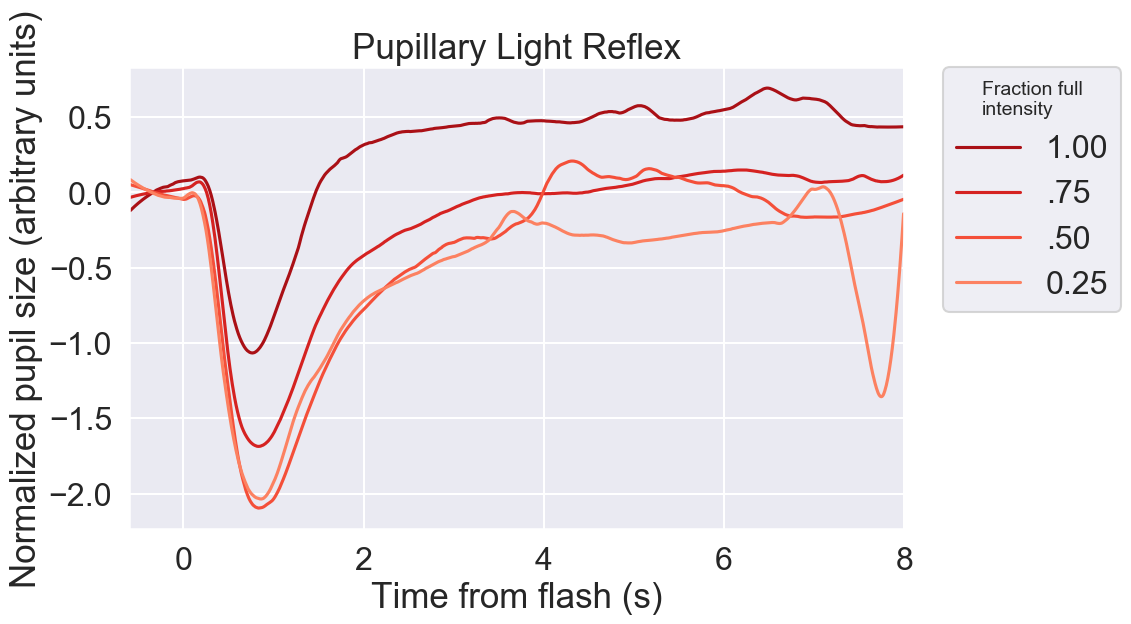 Pupillary Light Reflex
Normalized pupil size (arbitrary units)
0.5
0.0
−0.5
−1.0
−1.5
−2.0
0 2 4 6 8
Time from flash (s)
Fraction full
intensity
1.00
.75
.50
0.25